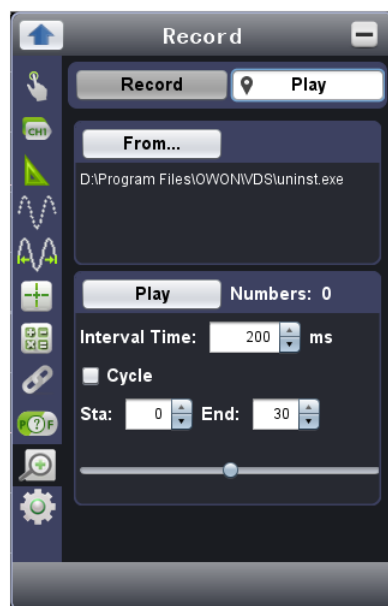 Record
Record Play
CH1
From...
D:\Program Files\OWON\VDS\uninst.exe
Play Numbers: 0
Interval Time: 200 ms
Cycle
Sta: 0 End: 30
P?F